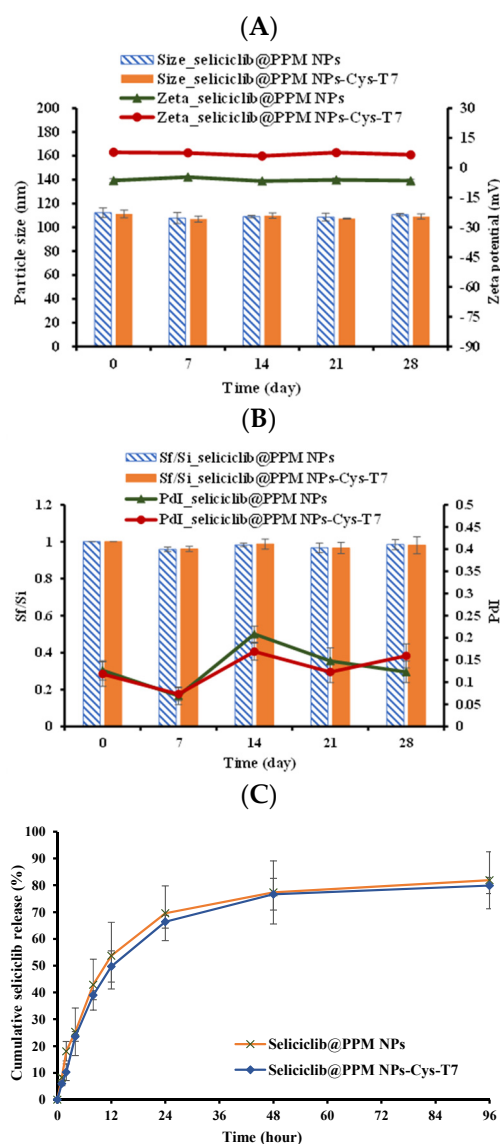 (A)
Size_seliciclib@PPM NPs
Size_seliciclib@PPM NPs-Cys-T7
Zeta_seliciclib@PPM NPs
Zeta_seliciclib@PPM NPs-Cys-T7
200
180
160
140
120
100
80
60
40
20
0
Particle size (nm)
30
15
0
-15
-30
-45
-60
-75
-90
Zeta potential (mV)
0 7 14 21 28
Time (day)
(B)
Sf/Si_seliciclib@PPM NPs
Sf/Si_seliciclib@PPM NPs-Cys-T7
PdI_seliciclib@PPM NPs
PdI_seliciclib@PPM NPs-Cys-T7
1.2
1
0.8
0.6
0.4
0.2
0
Sf/Si
0.5
0.45
0.4
0.35
0.3
0.25
0.2
0.15
0.1
0.05
0
PdI
0 7 14 21 28
Time (day)
(C)
100
90
80
70
60
50
40
30
20
10
0
Cumulative seliciclib release (%)
Seliciclib@PPM NPs
Seliciclib@PPM NPs-Cys-T7
0 12 24 36 48 60 72 84 96
Time (hour)